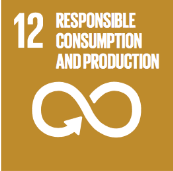 12 RESPONSIBLE
CONSUMPTION
AND PRODUCTION